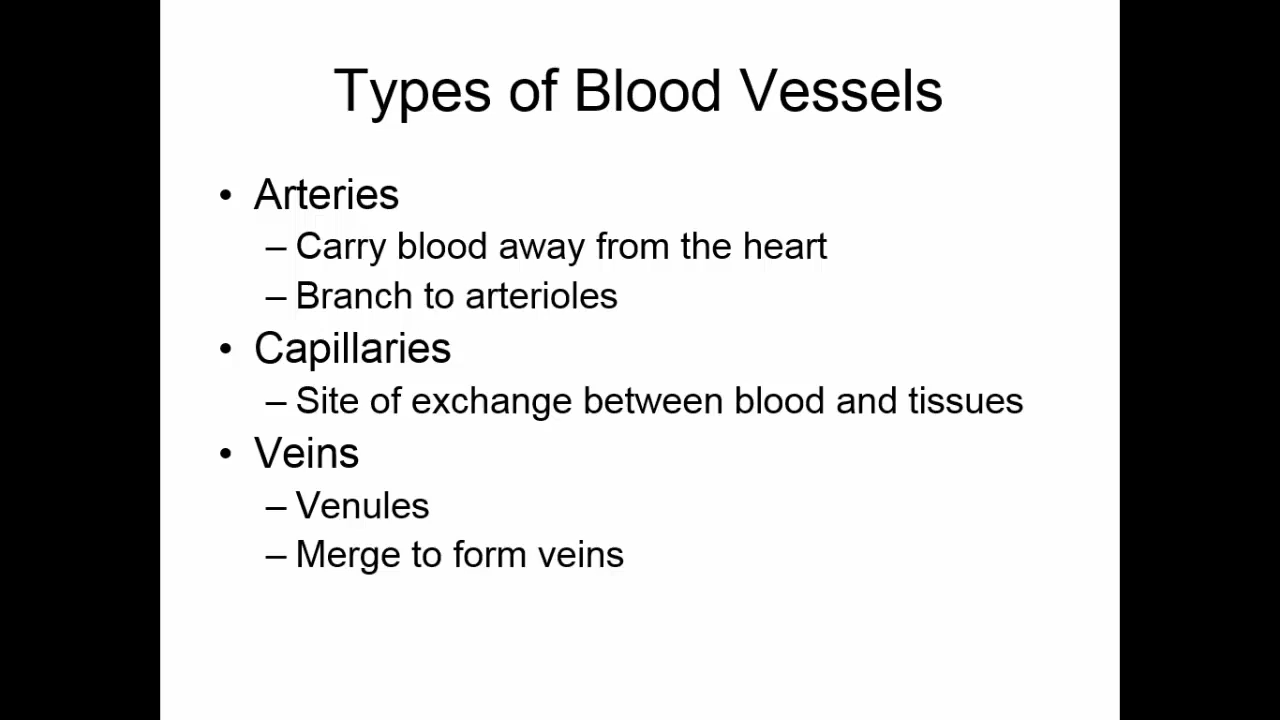 Types of Blood Vessels
• Arteries
– Carry blood away from the heart
– Branch to arterioles
• Capillaries
– Site of exchange between blood and tissues
• Veins
– Venules
– Merge to form veins